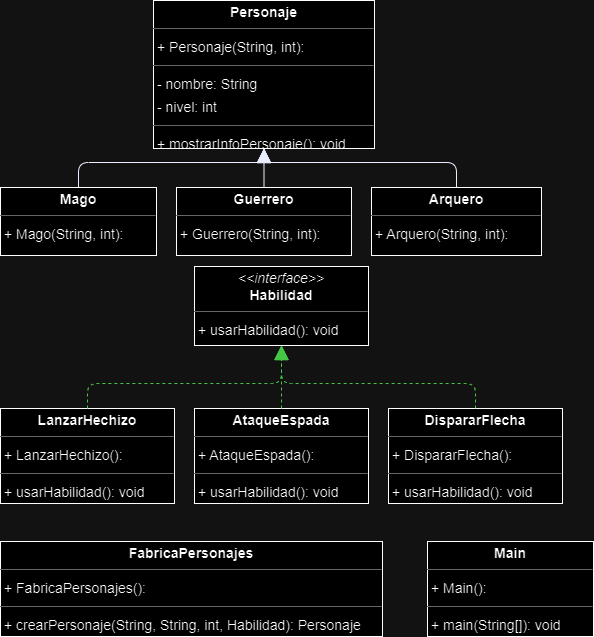 Personaje
+ Personaje(String, int):
- nombre: String
- nivel: int
+ mostrarInfoPersonaje(): void
Mago
+ Mago(String, int):
Guerrero
+ Guerrero(String, int):
Arquero
+ Arquero(String, int):
<<interface>>
Habilidad
+ usarHabilidad(): void
LanzarHechizo
+ LanzarHechizo():
+ usarHabilidad(): void
AtaqueEspada
+ AtaqueEspada():
+ usarHabilidad(): void
DispararFlecha
+ DispararFlecha():
+ usarHabilidad(): void
FabricaPersonajes
+ FabricaPersonajes():
+ crearPersonaje(String, String, int, Habilidad): Personaje
Main
+ Main():
+ main(String[]): void